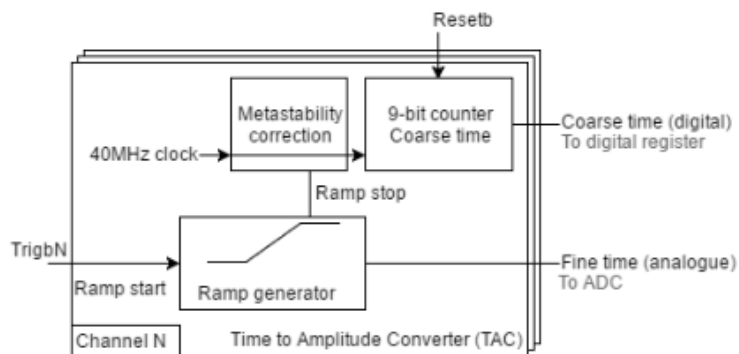 Resetb
Metastability
correction
9-bit counter
Coarse time
40MHz clock
Coarse time (digital)
To digital register
Ramp stop
TrigbN
Ramp start
Ramp generator
Fine time (analogue)
To ADC
Channel N
Time to Amplitude Converter (TAC)